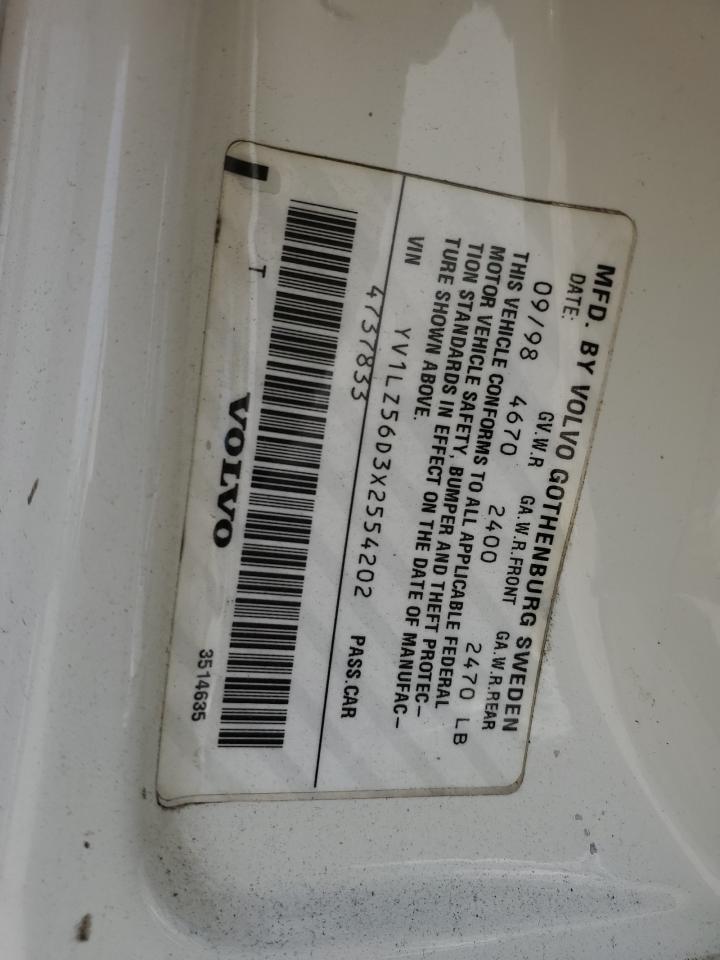 MFD. BY VOLVO GOTHENBURG SWEDEN
DATE: GV.W.R GA.W.R.FRONT GA.W.R.REAR
09/98 4670 2400 2470 LB
THIS VEHICLE CONFORMS TO ALL APPLICABLE FEDERAL
MOTOR VEHICLE SAFETY, BUMPER AND THEFT PROTEC-
TION STANDARDS IN EFFECT ON THE DATE OF MANUFAC-
TURE SHOWN ABOVE.
VIN YV1LZ56D3X2554202 PASS.CAR
4737833
T VOLVO 3514635